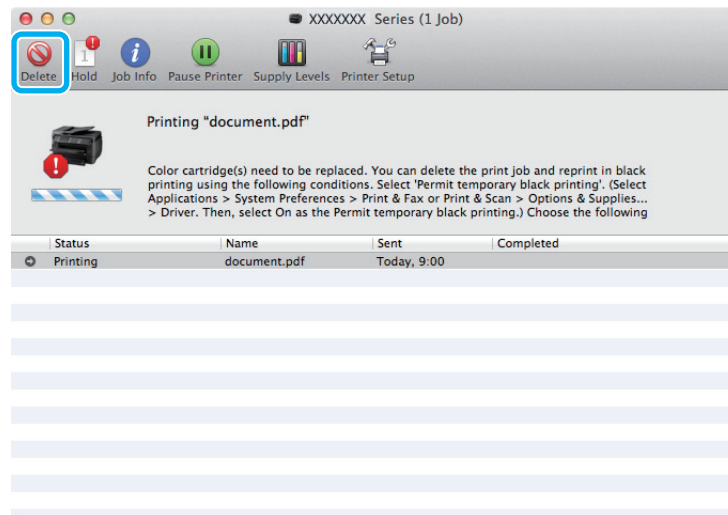 XXXXXXX Series (1 Job)
1
Delete Hold Job Info Pause Printer Supply Levels Printer Setup
Printing “document.pdf”
Color cartridge(s) need to be replaced. You can delete the print job and reprint in black
printing using the following conditions. Select 'Permit temporary black printing'. (Select
Applications > System Preferences > Print & Fax or Print & Scan > Options & Supplies...
> Driver. Then, select On as the Permit temporary black printing.) Choose the following
Status Name Sent Completed
Printing document.pdf Today, 9:00